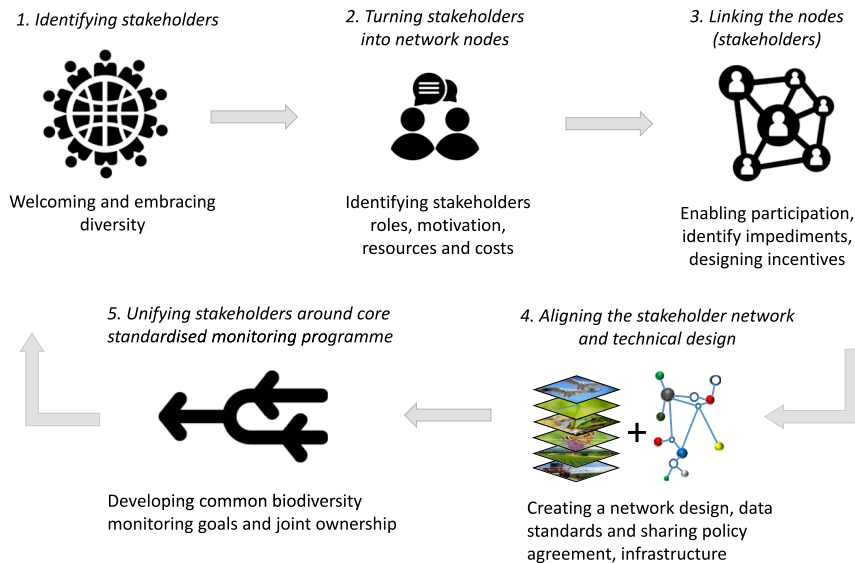 1. Identifying stakeholders
Welcoming and embracing
diversity
2. Turning stakeholders
into network nodes
Identifying stakeholders
roles, motivation,
resources and costs
3. Linking the nodes
(stakeholders)
Enabling participation,
identify impediments,
designing incentives
4. Aligning the stakeholder network
and technical design
+
Creating a network design, data
standards and sharing policy
agreement, infrastructure
5. Unifying stakeholders around core
standardised monitoring programme
Developing common biodiversity
monitoring goals and joint ownership